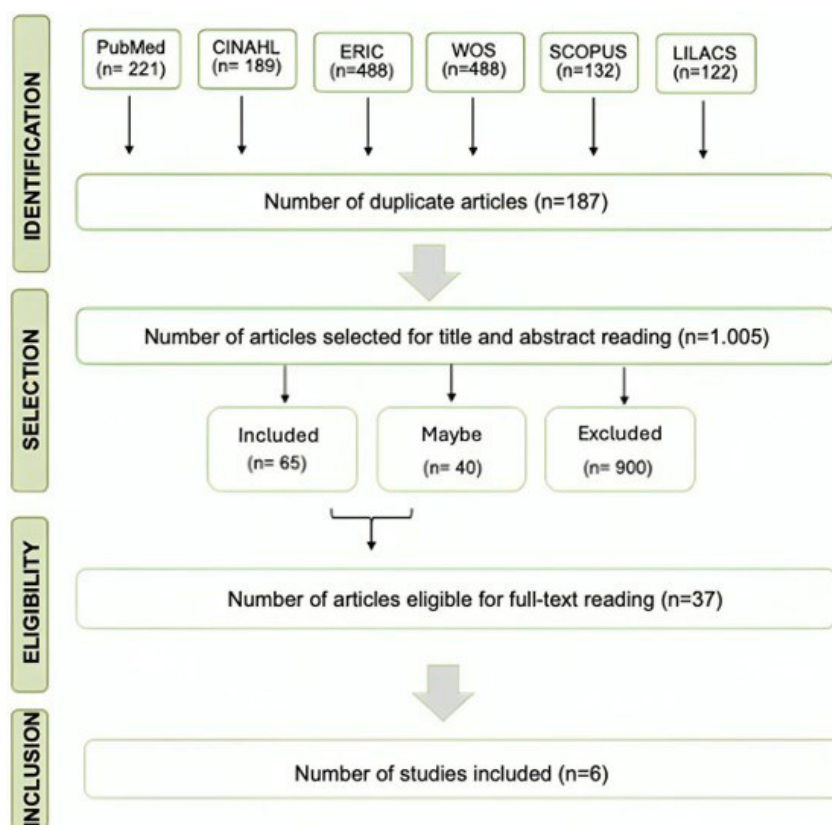 IDENTIFICATION
PubMed
(n= 221)
CINAHL
(n= 189)
ERIC
(n=488)
WOS
(n=488)
SCOPUS
(n=132)
LILACS
(n=122)
Number of duplicate articles (n=187)
SELECTION
Number of articles selected for title and abstract reading (n=1.005)
Included
(n= 65)
Maybe
(n= 40)
Excluded
(n= 900)
ELIGIBILITY
Number of articles eligible for full-text reading (n=37)
INCLUSION
Number of studies included (n=6)